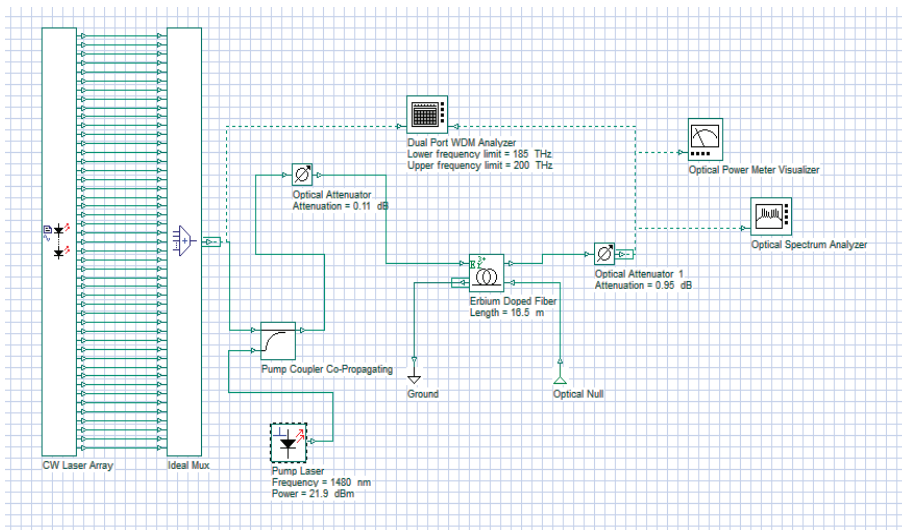 Dual Port WDM Analyzer
Lower frequency limit = 185 THz
Upper frequency limit = 200 THz
Optical Power Meter Visualizer
Optical Attenuator
Attenuation = 0.11 dB
Optical Spectrum Analyzer
Optical Attenuator 1
Attenuation = 0.95 dB
Erbium Doped Fiber
Length = 16.5 m
Pump Coupler Co-Propagating
Ground
Optical Null
CW Laser Array
Ideal Mux
Pump Laser
Frequency = 1480 nm
Power = 21.9 dBm